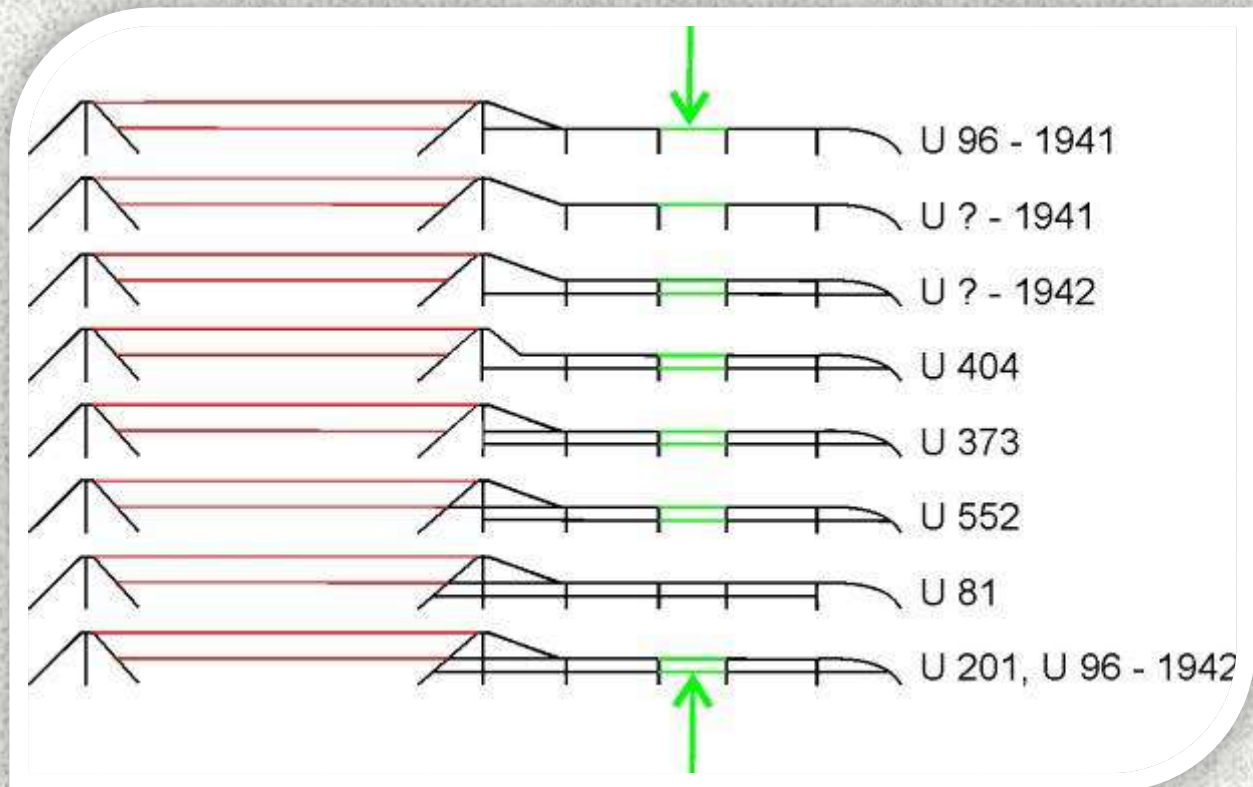 U 96 - 1941
U ? - 1941
U ? - 1942
U 404
U 373
U 552
U 81
U 201, U 96 - 1942